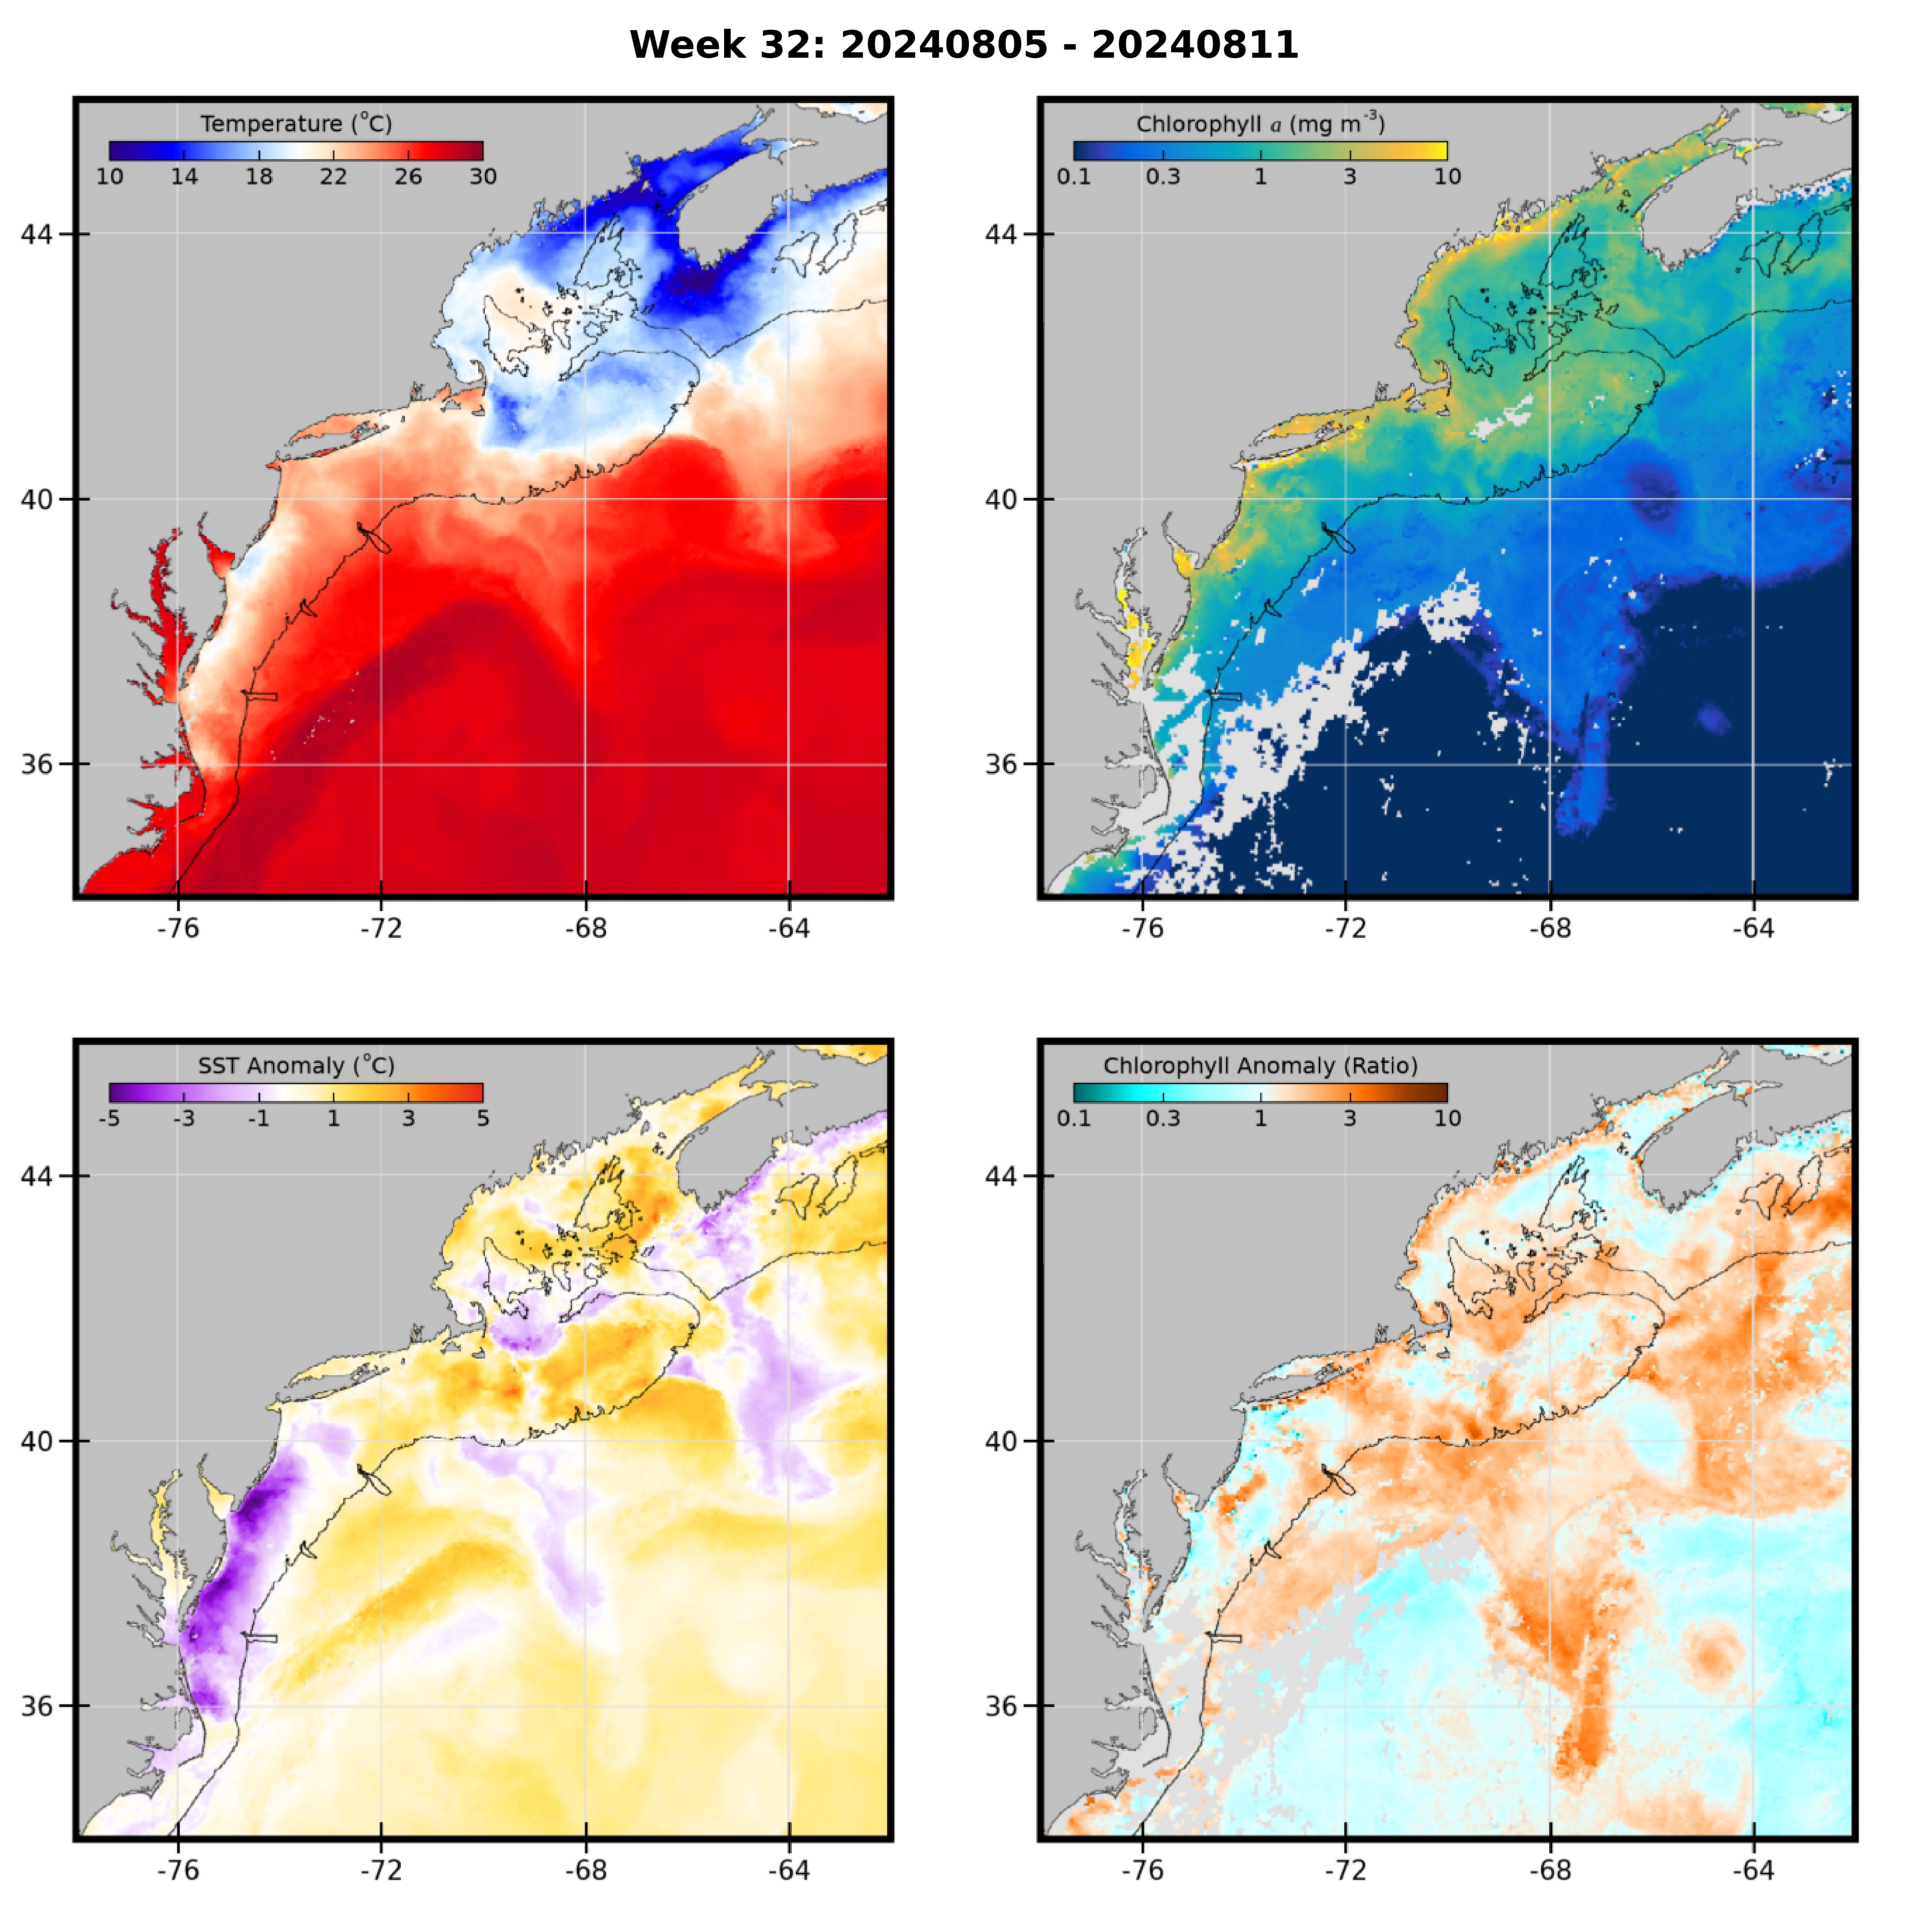 Week 32: 20240805 - 20240811
Temperature (°C)
10 14 18 22 26 30
44
40
36
-76 -72 -68 -64
Chlorophyll a (mg m⁻³)
0.1 0.3 1 3 10
44
40
36
-76 -72 -68 -64
SST Anomaly (°C)
-5 -3 -1 1 3 5
44
40
36
-76 -72 -68 -64
Chlorophyll Anomaly (Ratio)
0.1 0.3 1 3 10
44
40
36
-76 -72 -68 -64